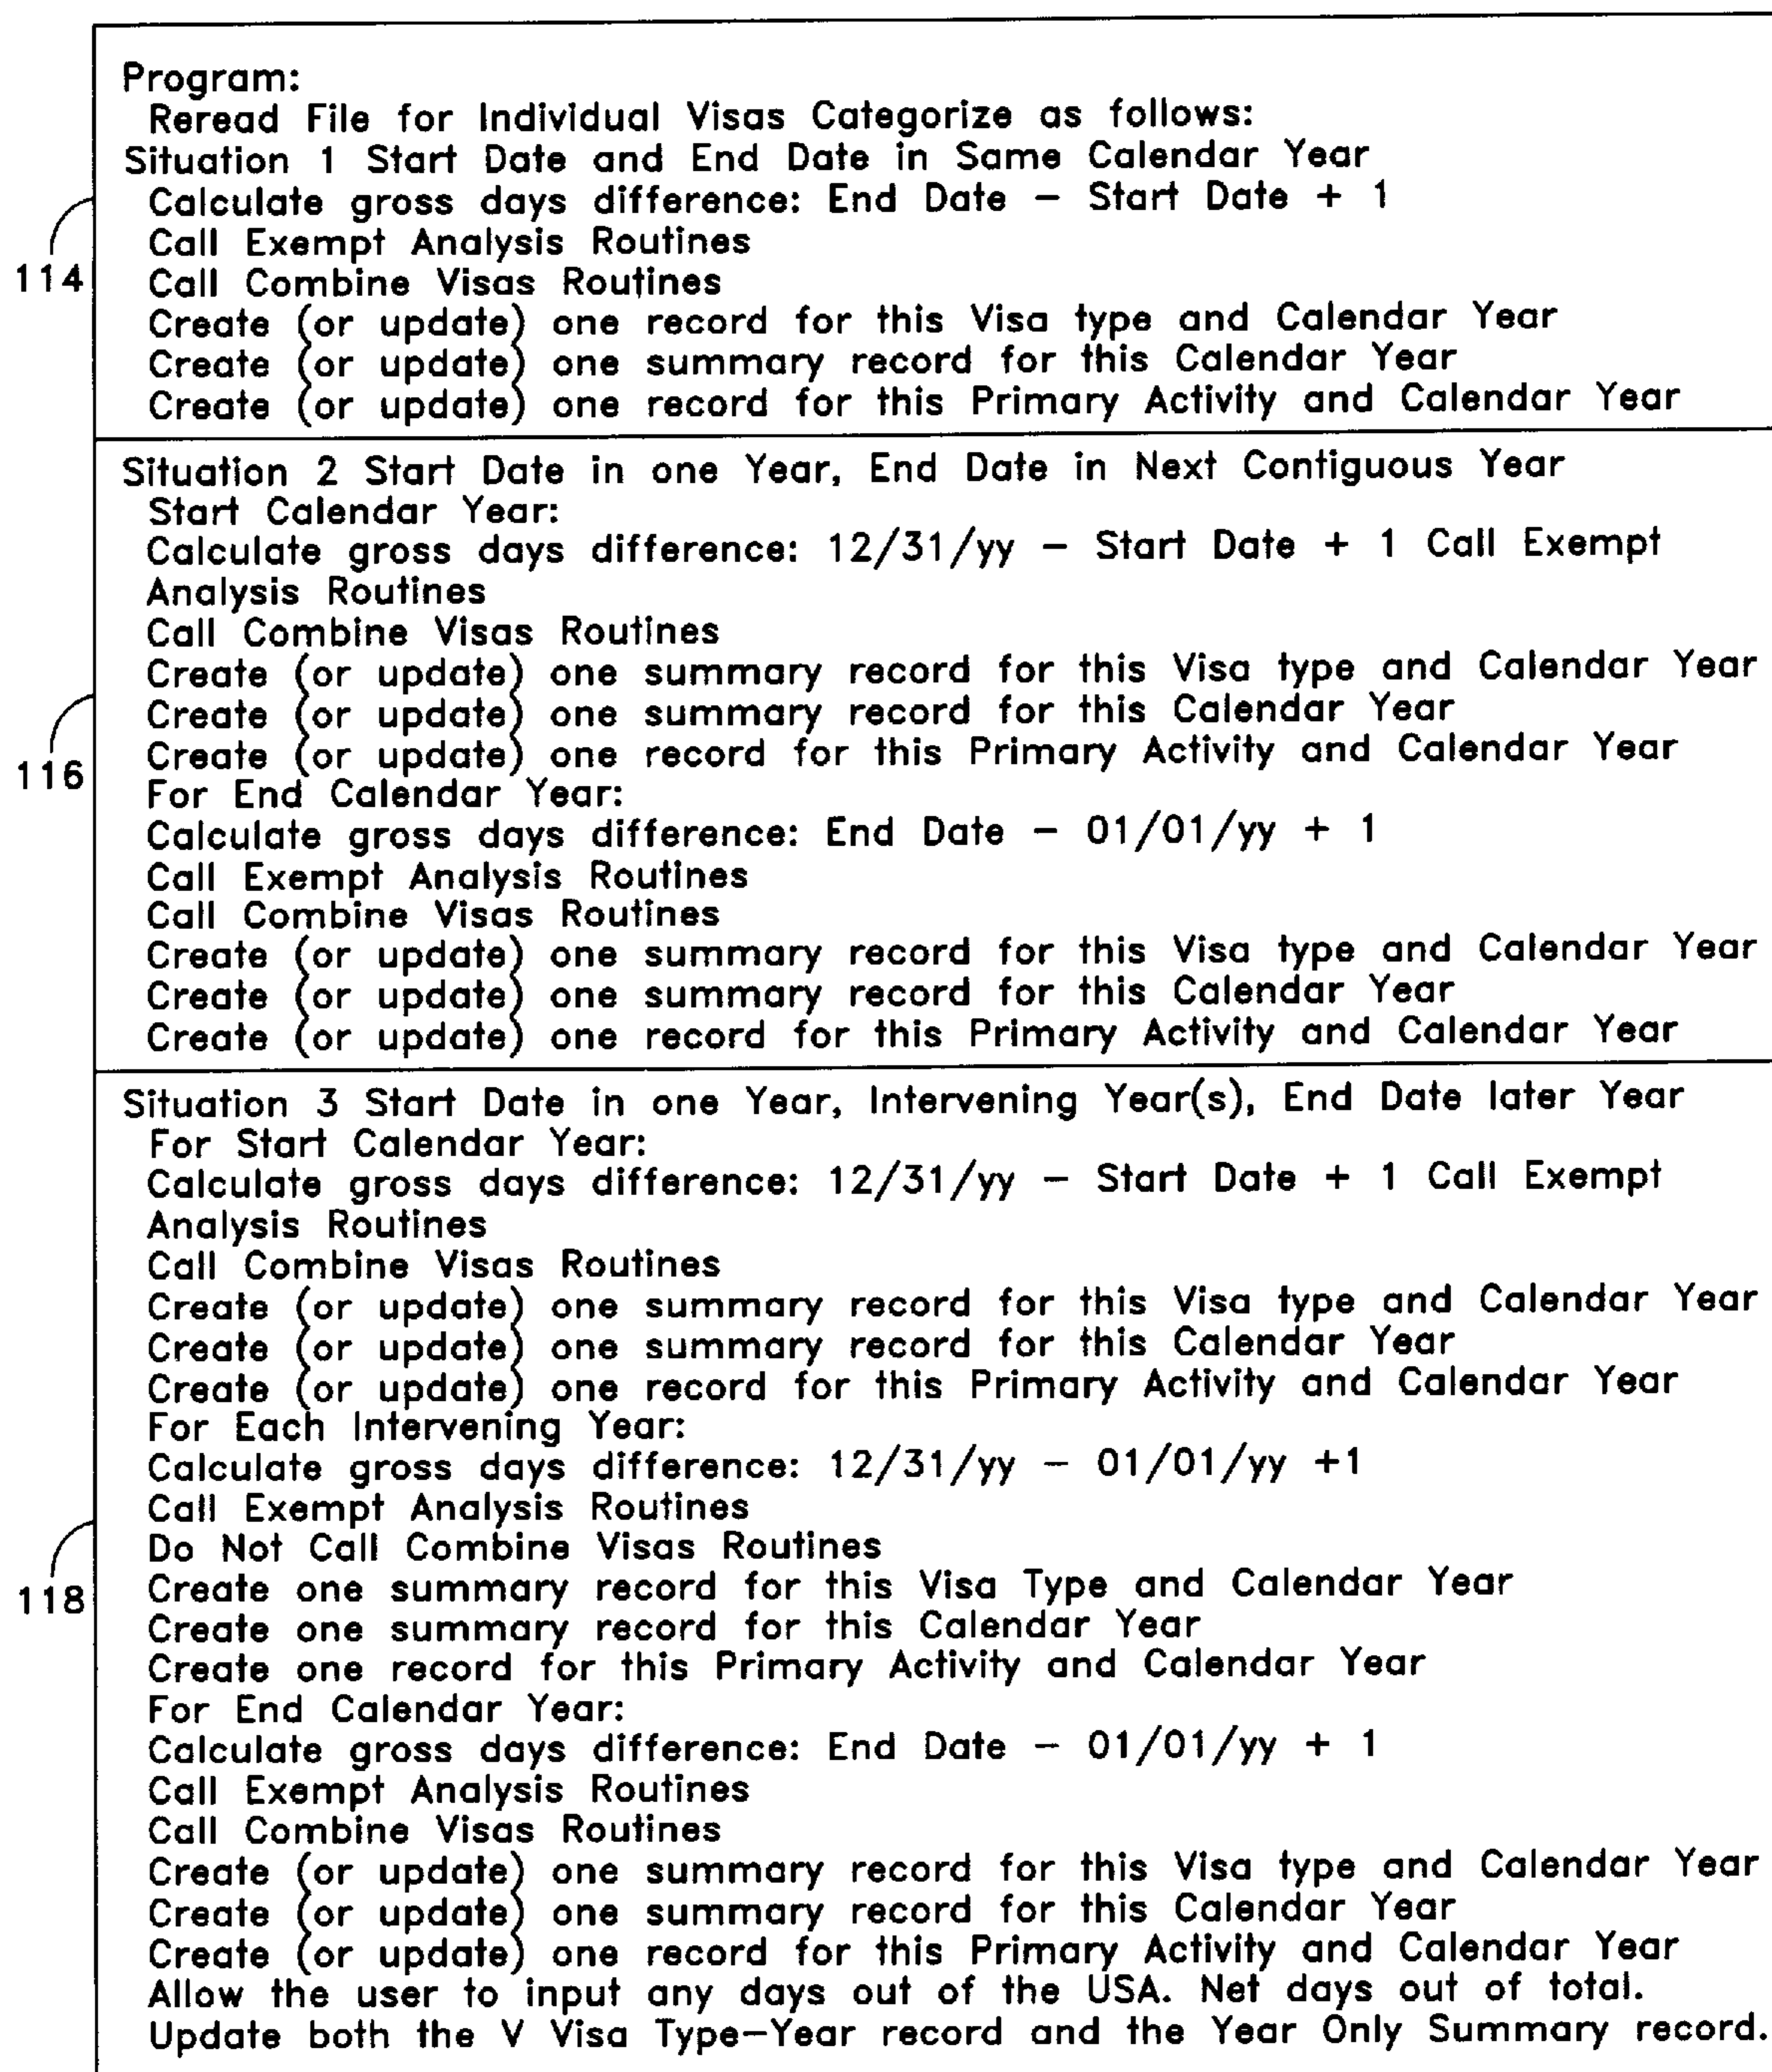 Program:
Reread File for Individual Visas Categorize as follows:
Situation 1 Start Date and End Date in Same Calendar Year
Calculate gross days difference: End Date – Start Date + 1
Call Exempt Analysis Routines
114
Call Combine Visas Routines
Create (or update) one record for this Visa type and Calendar Year
Create (or update) one summary record for this Calendar Year
Create (or update) one record for this Primary Activity and Calendar Year
Situation 2 Start Date in one Year, End Date in Next Contiguous Year
Start Calendar Year:
Calculate gross days difference: 12/31/yy – Start Date + 1 Call Exempt
Analysis Routines
Call Combine Visas Routines
Create (or update) one summary record for this Visa type and Calendar Year
Create (or update) one summary record for this Calendar Year
Create (or update) one record for this Primary Activity and Calendar Year
116
For End Calendar Year:
Calculate gross days difference: End Date – 01/01/yy + 1
Call Exempt Analysis Routines
Call Combine Visas Routines
Create (or update) one summary record for this Visa type and Calendar Year
Create (or update) one summary record for this Calendar Year
Create (or update) one record for this Primary Activity and Calendar Year
Situation 3 Start Date in one Year, Intervening Year(s), End Date later Year
For Start Calendar Year:
Calculate gross days difference: 12/31/yy – Start Date + 1 Call Exempt
Analysis Routines
Call Combine Visas Routines
Create (or update) one summary record for this Visa type and Calendar Year
Create (or update) one summary record for this Calendar Year
Create (or update) one record for this Primary Activity and Calendar Year
For Each Intervening Year:
Calculate gross days difference: 12/31/yy – 01/01/yy +1
Call Exempt Analysis Routines
Do Not Call Combine Visas Routines
118
Create one summary record for this Visa Type and Calendar Year
Create one summary record for this Calendar Year
Create one record for this Primary Activity and Calendar Year
For End Calendar Year:
Calculate gross days difference: End Date – 01/01/yy + 1
Call Exempt Analysis Routines
Call Combine Visas Routines
Create (or update) one summary record for this Visa type and Calendar Year
Create (or update) one summary record for this Calendar Year
Create (or update) one record for this Primary Activity and Calendar Year
Allow the user to input any days out of the USA. Net days out of total.
Update both the V Visa Type–Year record and the Year Only Summary record.